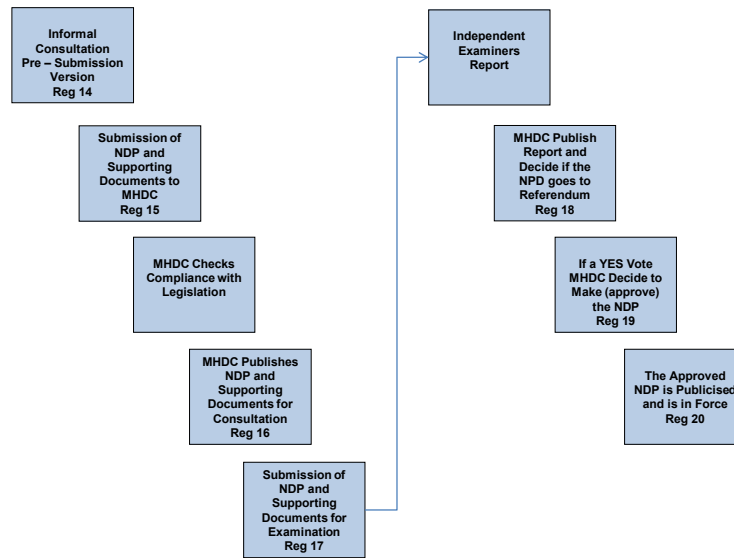 Informal
Consultation
Pre – Submission
Version
Reg 14
Submission of
NDP and
Supporting
Documents to
MHDC
Reg 15
MHDC Checks
Compliance with
Legislation
MHDC Publishes
NDP and
Supporting
Documents for
Consultation
Reg 16
Submission of
NDP and
Supporting
Documents for
Examination
Reg 17
Independent
Examiners
Report
MHDC Publish
Report and
Decide if the
NPD goes to
Referendum
Reg 18
If a YES Vote
MHDC Decide to
Make (approve)
the NDP
Reg 19
The Approved
NDP is Publicised
and is in Force
Reg 20